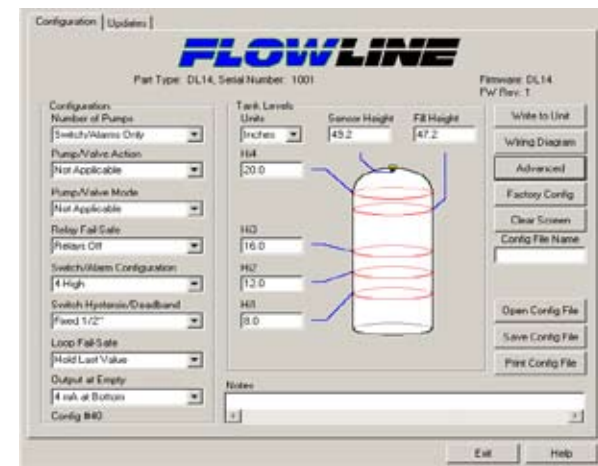 Configuration
Updates
FLOWLINE
Part Type: DL14, Serial Number: 1001
Firmware: DL14
FW Rev: 1
Configuration
Number of Pumps
Switch/Alarms Only
Pump/Valve Action
Not Applicable
Pump/Valve Mode
Not Applicable
Relay Fail-Safe
Relays Off
Switch/Alarm Configuration
4 High
Switch Hystersis/Deadband
Fixed 1/2"
Loop Fail-Safe
Hold Last Value
Output at Empty
4 mA at Bottom
Config #40
Tank Levels
Units
Inches
Sensor Height
49.2
Fill Height
47.2
Hi4
20.0
Hi3
16.0
Hi2
12.0
Hi1
8.0
Notes
Write to Unit
Wiring Diagram
Advanced
Factory Config
Clear Screen
Config File Name
Open Config File
Save Config File
Print Config File
Exit
Help